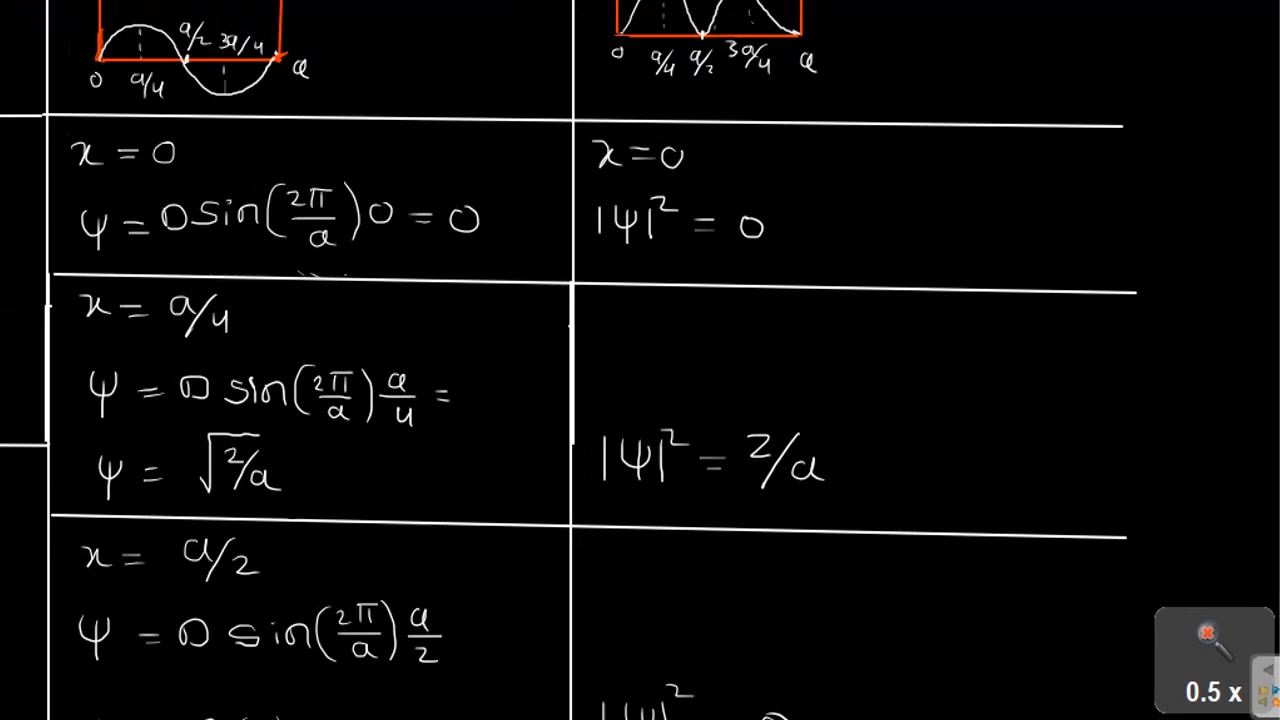 a/2 3a/4
0 a/4 a
0 a/4 a/2 3a/4 a
x = 0
ψ = D sin(2π/a) 0 = 0
x = 0
|ψ|² = 0
x = a/4
ψ = D sin(2π/a) a/4 =
ψ = √2/a
|ψ|² = 2/a
x = a/2
ψ = D sin(2π/a) a/2
0.5 x